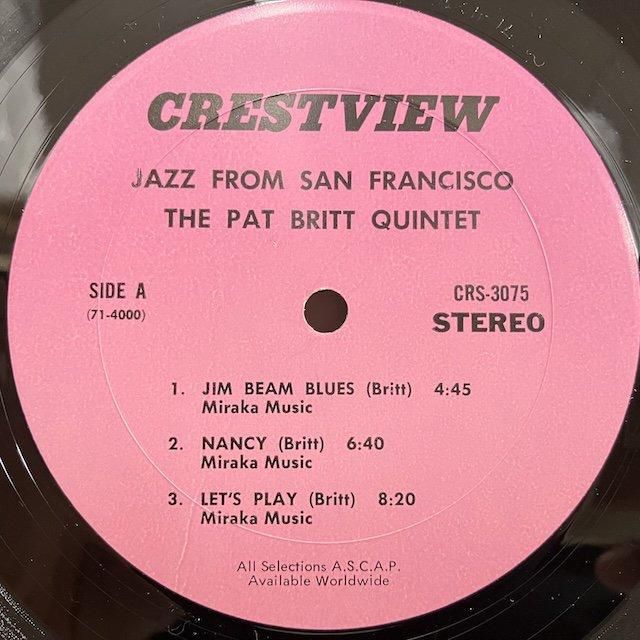 CRESTVIEW
JAZZ FROM SAN FRANCISCO
THE PAT BRITT QUINTET
SIDE A
(71-4000)
CRS-3075
STEREO
1. JIM BEAM BLUES (Britt) 4:45
Miraka Music
2. NANCY (Britt) 6:40
Miraka Music
3. LET'S PLAY (Britt) 8:20
Miraka Music
All Selections A.S.C.A.P.
Available Worldwide